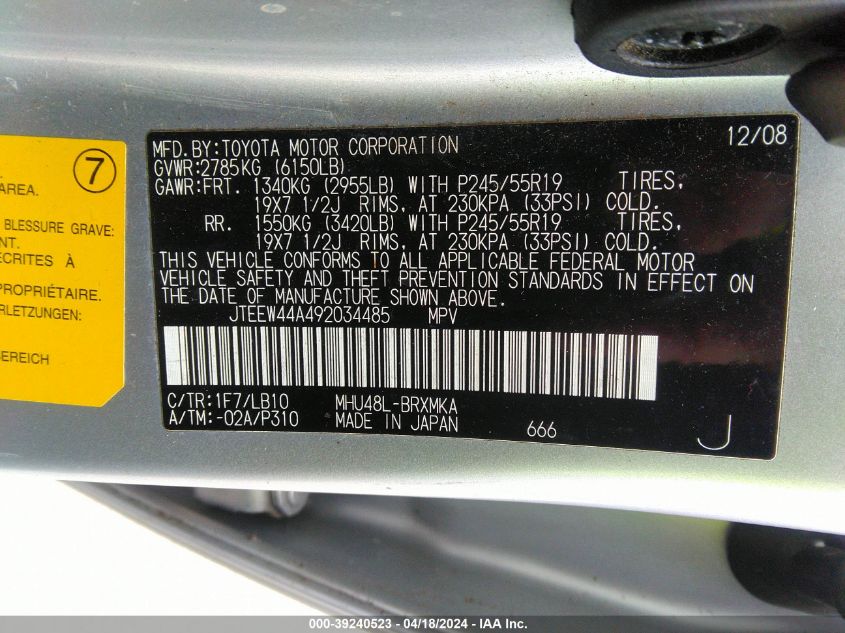 7
AREA.
BLESSURE GRAVE:
NT.
ECRITES À
PROPRIÉTAIRE.
RLETZUNGEN:
BEREICH
12/08
MFD.BY:TOYOTA MOTOR CORPORATION
GVWR:2785KG (6150LB)
GAWR:FRT. 1340KG (2955LB) WITH P245/55R19 TIRES,
19X7 1/2J RIMS, AT 230KPA (33PSI) COLD.
RR. 1550KG (3420LB) WITH P245/55R19 TIRES,
19X7 1/2J RIMS, AT 230KPA (33PSI) COLD.
THIS VEHICLE CONFORMS TO ALL APPLICABLE FEDERAL MOTOR
VEHICLE SAFETY AND THEFT PREVENTION STANDARDS IN EFFECT ON
THE DATE OF MANUFACTURE SHOWN ABOVE.
JTEEW44A492034485 MPV
C/TR:1F7/LB10 MHU48L-BRXMKA
A/TM:-02A/P310 MADE IN JAPAN 666 J
000-39240523 - 04/18/2024 - IAA Inc.